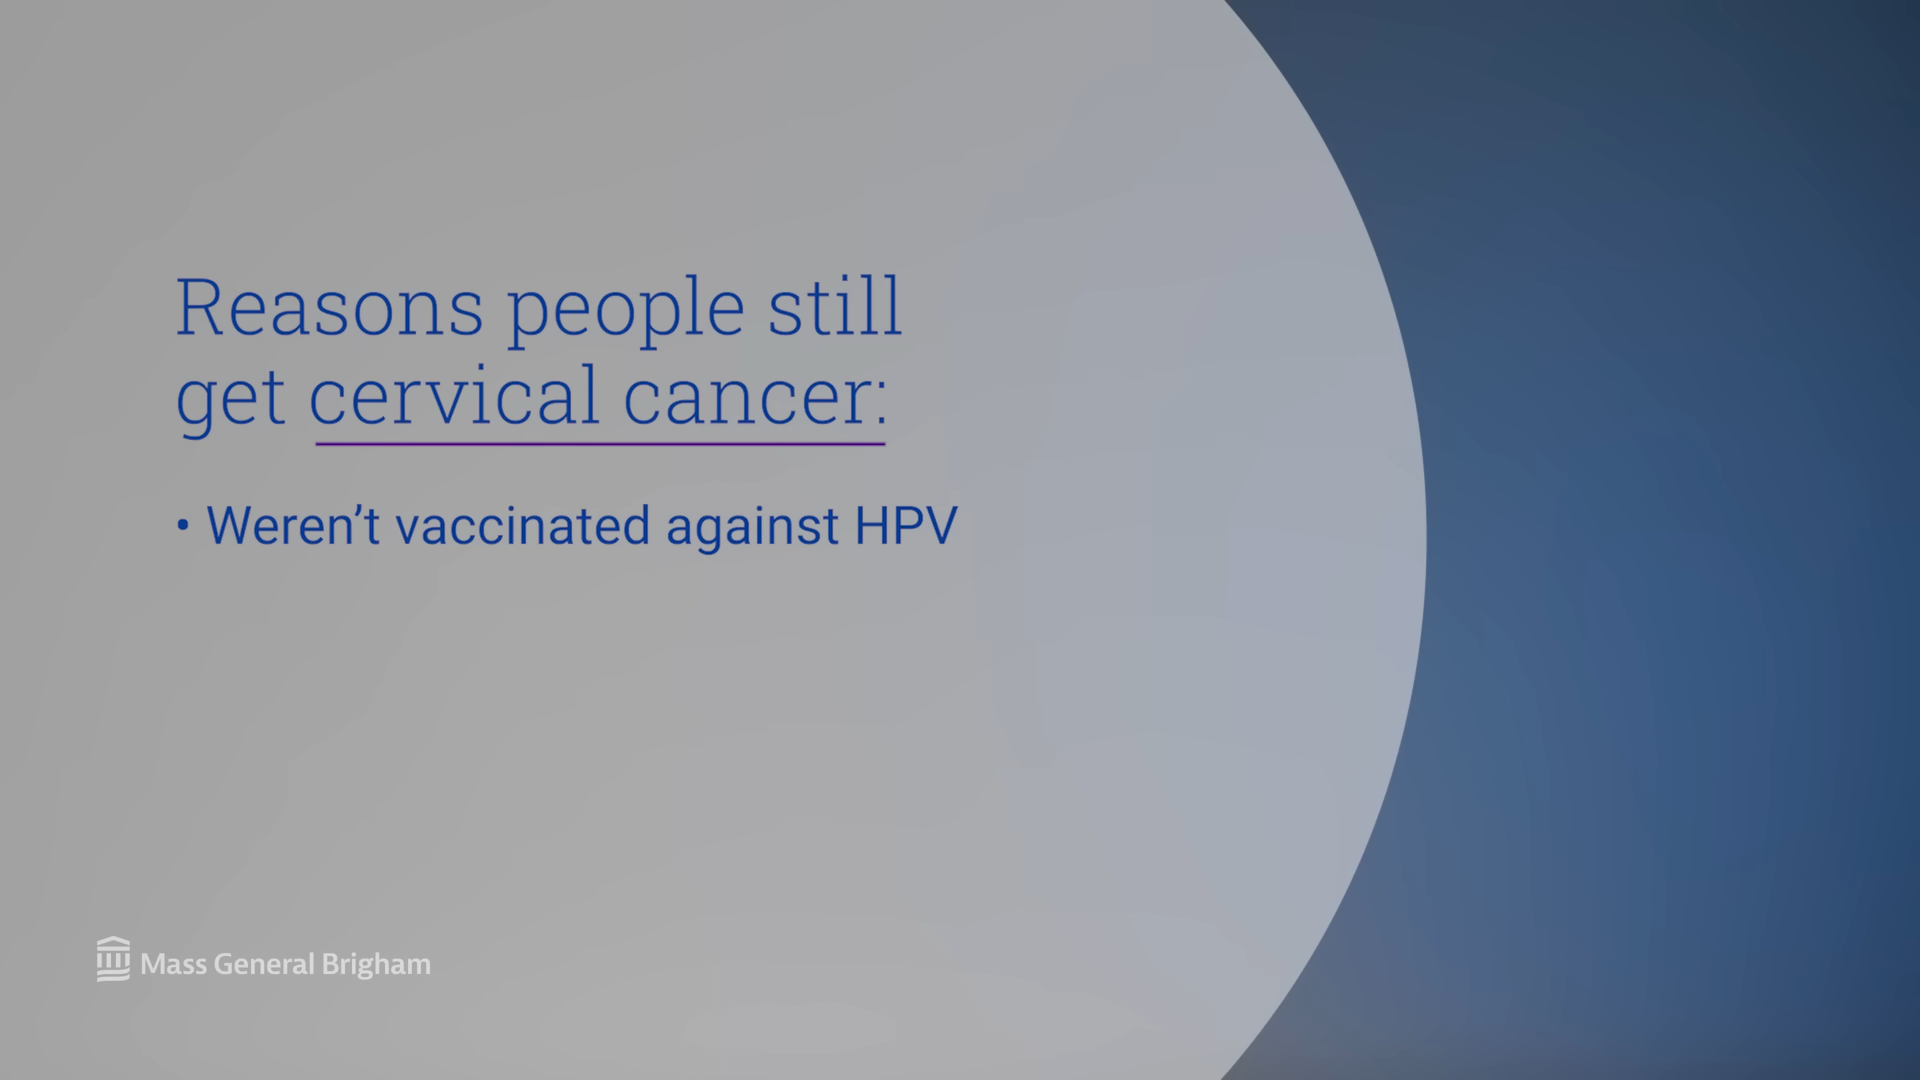 Reasons people still
get cervical cancer:
• Weren’t vaccinated against HPV
Mass General Brigham